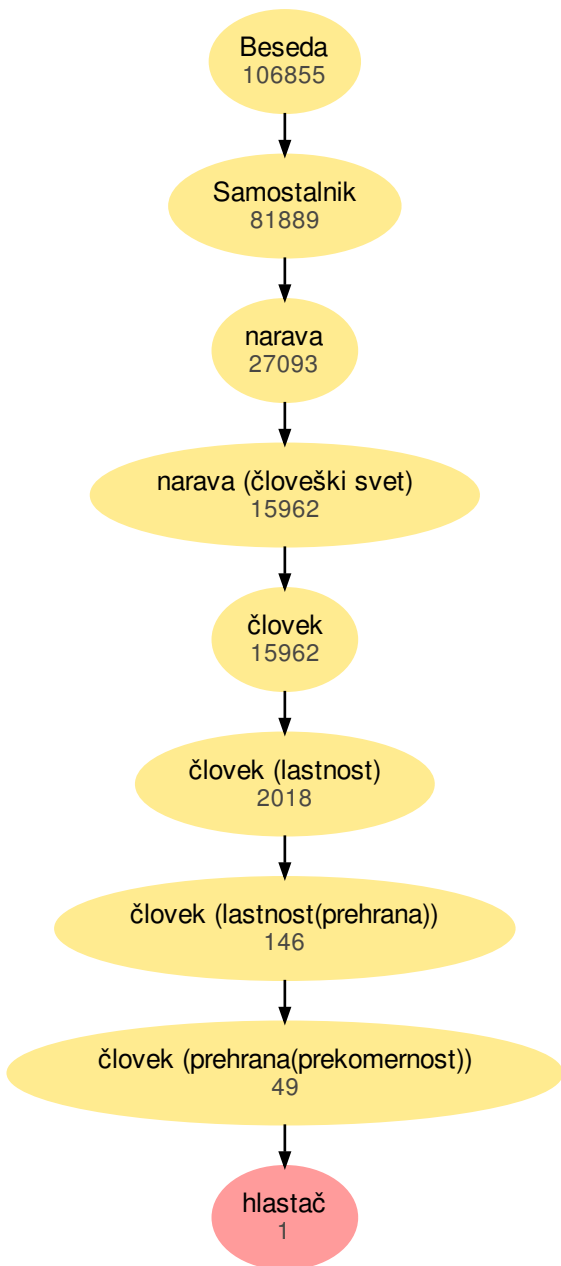 Beseda
106855
Samostalnik
81889
narava
27093
narava (človeški svet)
15962
človek
15962
človek (lastnost)
2018
človek (lastnost(prehrana))
146
človek (prehrana(prekomernost))
49
hlastač
1